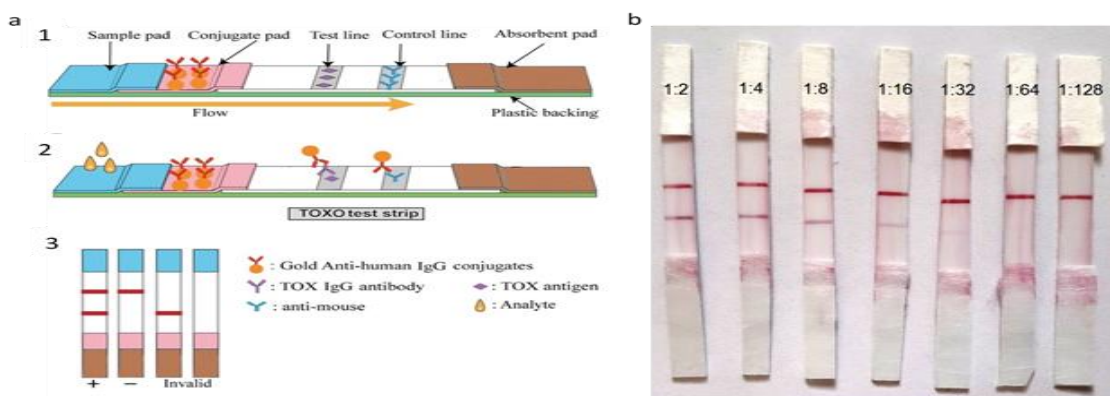 a
1
Sample pad
Conjugate pad
Test line
Control line
Absorbent pad
Flow
Plastic backing
2
TOXO test strip
3
: Gold Anti-human IgG conjugates
: TOX IgG antibody
: TOX antigen
: anti-mouse
: Analyte
+ − Invalid
b
1:2 1:4 1:8 1:16 1:32 1:64 1:128